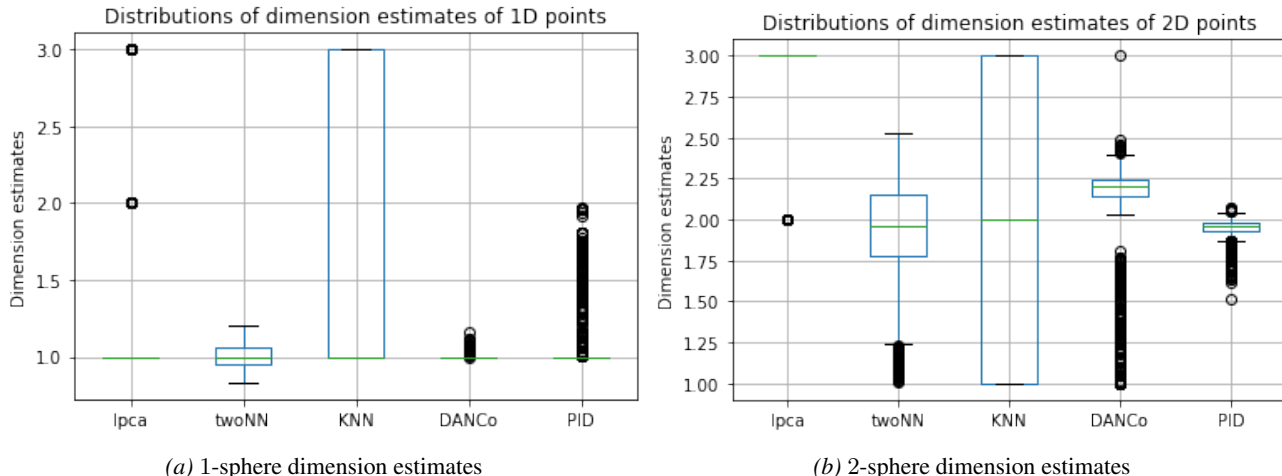 Distributions of dimension estimates of 1D points
Dimension estimates
3.0
2.5
2.0
1.5
1.0
lpca twoNN KNN DANCo PID
(a) 1-sphere dimension estimates
Distributions of dimension estimates of 2D points
Dimension estimates
3.00
2.75
2.50
2.25
2.00
1.75
1.50
1.25
1.00
lpca twoNN KNN DANCo PID
(b) 2-sphere dimension estimates